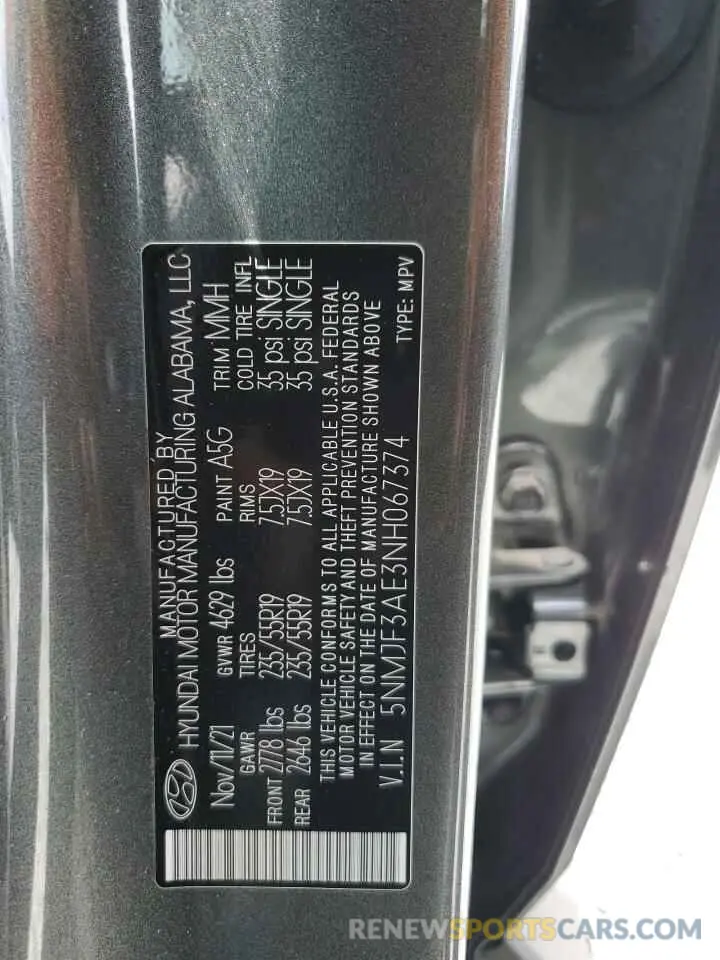 MANUFACTURED BY
HYUNDAI MOTOR MANUFACTURING ALABAMA, LLC
Nov/11/21 GVWR 4629 lbs PAINT A5G TRIM MMH
GAWR TIRES RIMS COLD TIRE INFL
FRONT 2778 lbs 235/55R19 7.5JX19 35 psi SINGLE
REAR 2646 lbs 235/55R19 7.5JX19 35 psi SINGLE
THIS VEHICLE CONFORMS TO ALL APPLICABLE U.S.A. FEDERAL
MOTOR VEHICLE SAFETY AND THEFT PREVENTION STANDARDS
IN EFFECT ON THE DATE OF MANUFACTURE SHOWN ABOVE
V.I.N 5NMJF3AE3NH067374 TYPE: MPV
RENEWSPORTSCARS.COM